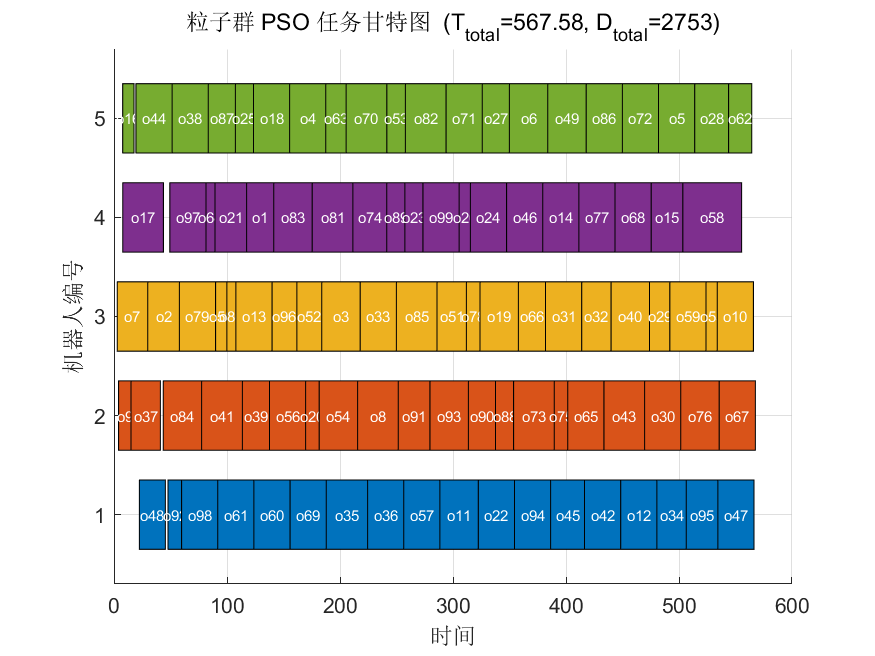 粒子群 PSO 任务甘特图 (T_total=567.58, D_total=2753)
机器人编号
5
o44 o38 o87 o25 o18 o4 o63 o70 o53 o82 o71 o27 o6 o49 o86 o72 o5 o28 o62
4
o17 o97 o21 o1 o83 o81 o74 o23 o99 o24 o46 o14 o77 o68 o15 o58
3
o7 o2 o79 o13 o96 o52 o3 o33 o85 o51 o19 o66 o31 o32 o40 o29 o59 o10
2
o37 o84 o41 o39 o56 o20 o54 o8 o91 o93 o90 o88 o73 o65 o43 o30 o76 o67
1
o48 o98 o61 o60 o69 o35 o36 o57 o11 o22 o94 o45 o42 o12 o34 o95 o47
0 100 200 300 400 500 600
时间